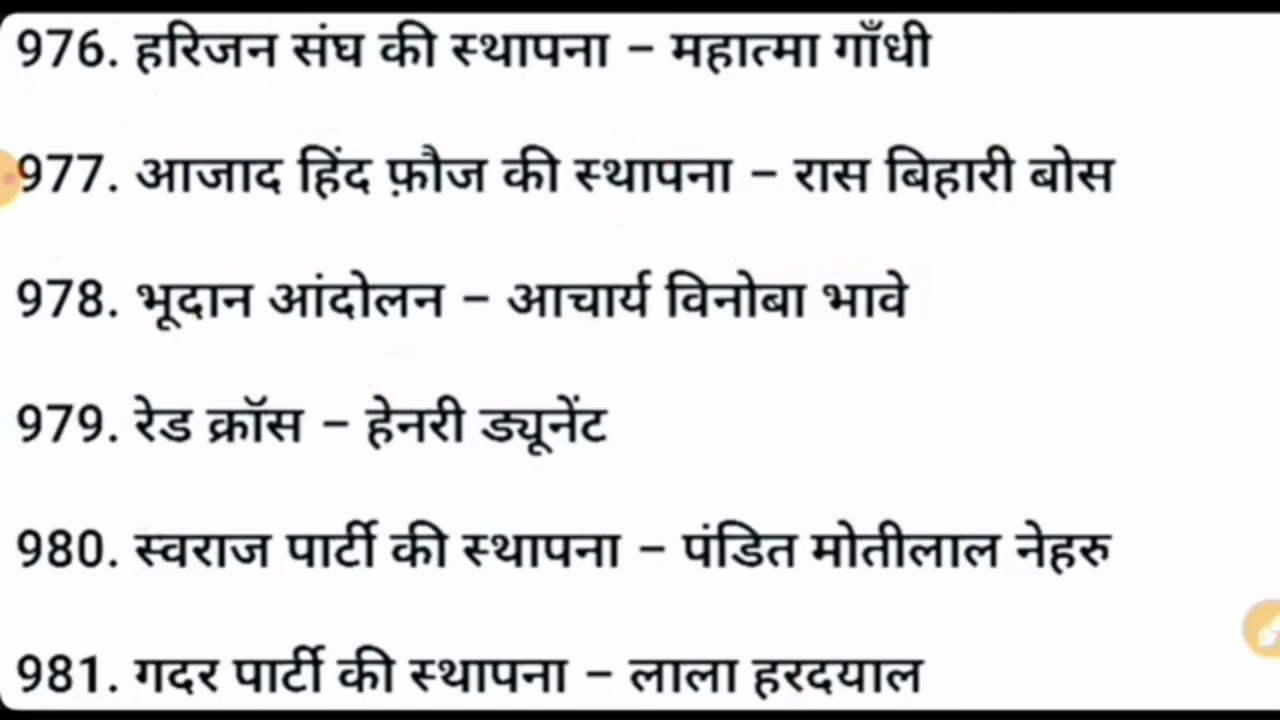 976. हरिजन संघ की स्थापना – महात्मा गाँधी
977. आजाद हिंद फ़ौज की स्थापना – रास बिहारी बोस
978. भूदान आंदोलन – आचार्य विनोबा भावे
979. रेड क्रॉस – हेनरी ड्यूनेंट
980. स्वराज पार्टी की स्थापना – पंडित मोतीलाल नेहरु
981. गदर पार्टी की स्थापना – लाला हरदयाल